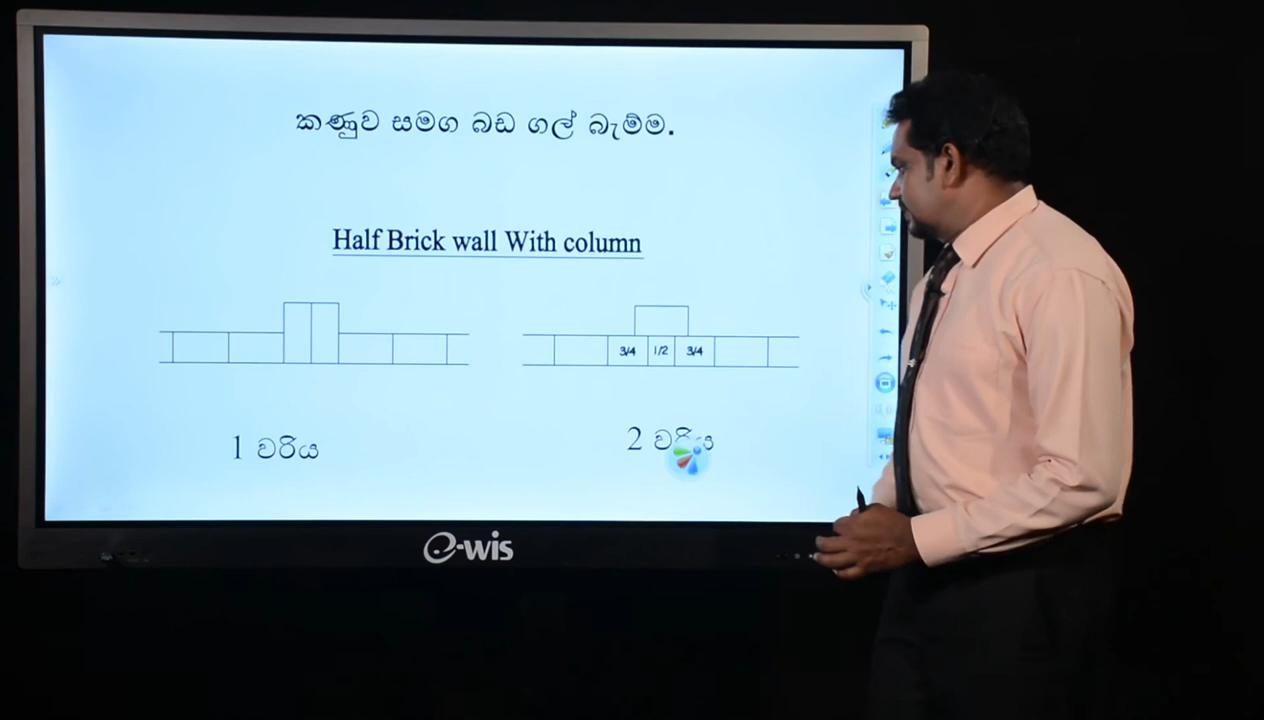 කණුව සමග බඩ ගල් බැම්ම.
Half Brick wall With column
3/4 1/2 3/4
1 වරිය
2 වරිය
e-wis